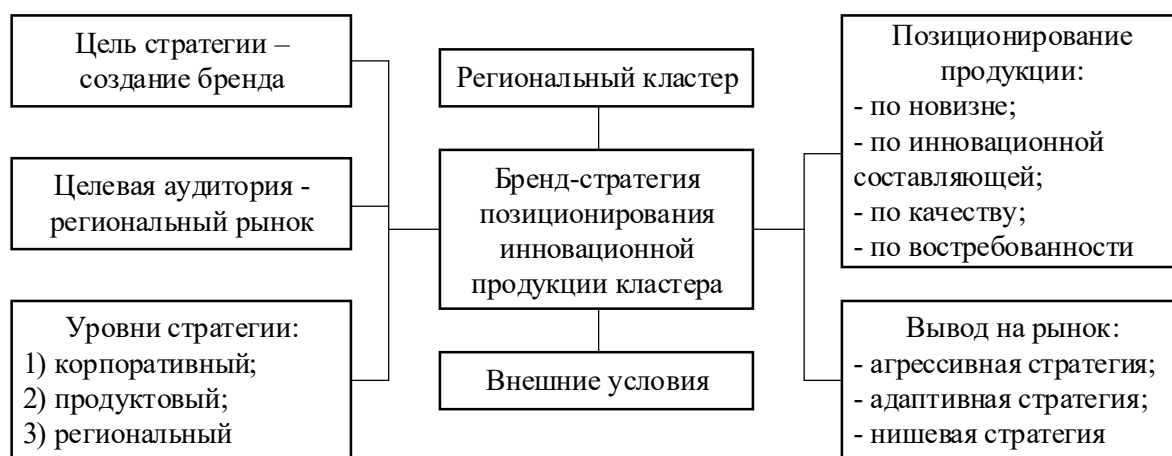 Цель стратегии –
создание бренда
Целевая аудитория -
региональный рынок
Уровни стратегии:
1) корпоративный;
2) продуктовый;
3) региональный
Региональный кластер
Бренд-стратегия
позиционирования
инновационной
продукции кластера
Внешние условия
Позиционирование
продукции:
- по новизне;
- по инновационной
составляющей;
- по качеству;
- по востребованности
Вывод на рынок:
- агрессивная стратегия;
- адаптивная стратегия;
- нишевая стратегия